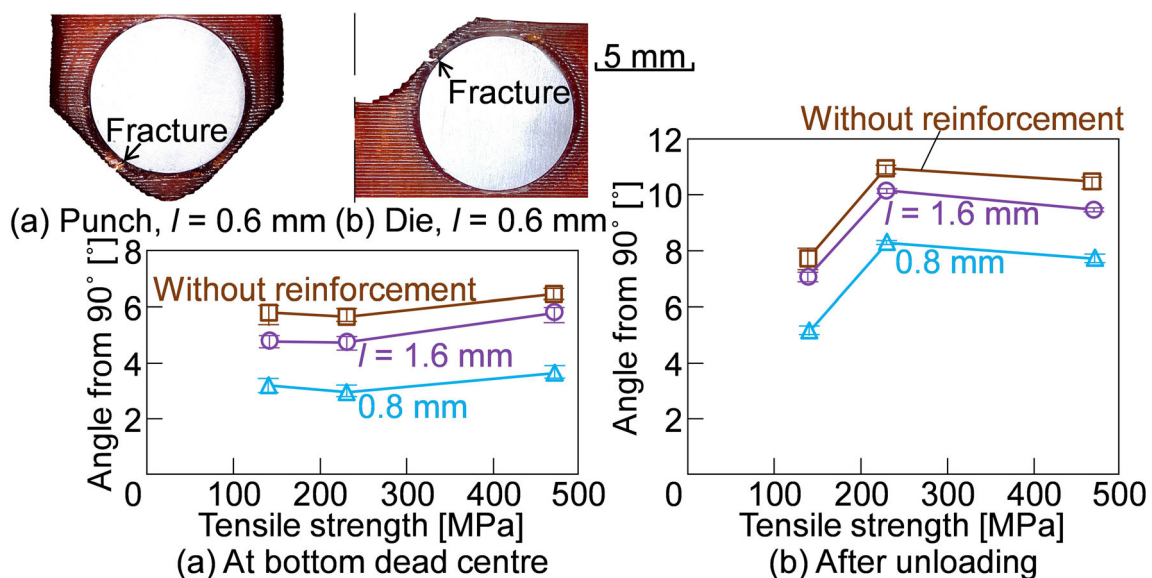 Fracture
Fracture
5 mm
(a) Punch, l = 0.6 mm (b) Die, l = 0.6 mm
8
6
4
2
0
100
200
300
400
500
Angle from 90° [°]
Without reinforcement
l = 1.6 mm
0.8 mm
Tensile strength [MPa]
(a) At bottom dead centre
12
10
8
6
4
2
0
100
200
300
400
500
Angle from 90° [°]
Without reinforcement
l = 1.6 mm
0.8 mm
Tensile strength [MPa]
(b) After unloading